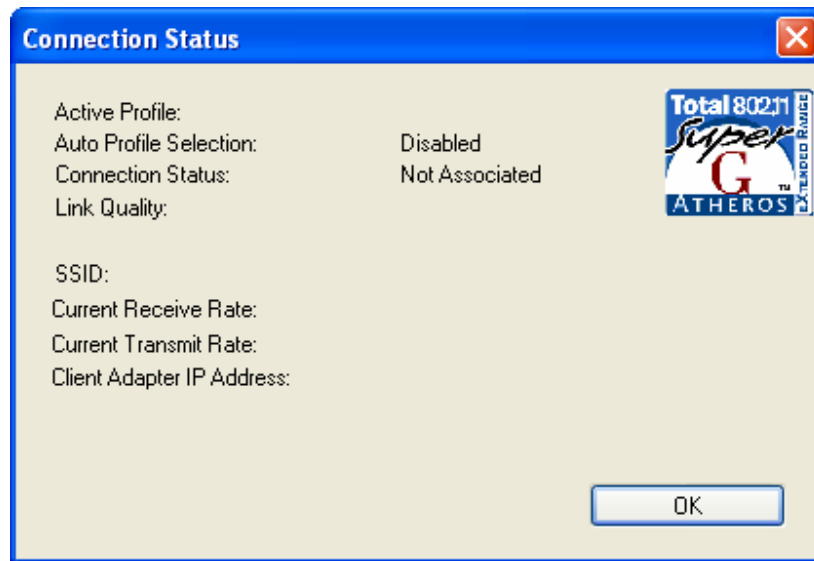 Connection Status
Active Profile:
Auto Profile Selection: Disabled
Connection Status: Not Associated
Link Quality:
SSID:
Current Receive Rate:
Current Transmit Rate:
Client Adapter IP Address:
Total 802.11
Super
G™
ATHEROS
EXTENDED RANGE
OK